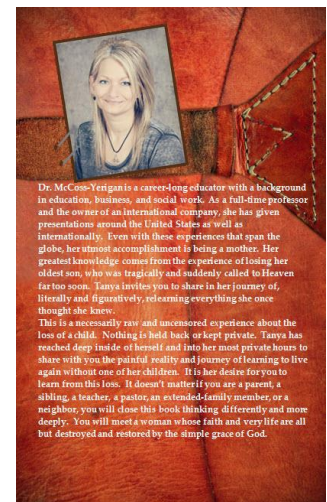 Dr. McCoss-Yerigan is a career-long educator with a background
in education, business, and social work. As a full-time professor
and the owner of an international company, she has given
presentations around the United States as well as
internationally. Even with these experiences that span the
globe, her utmost accomplishment is being a mother. Her
greatest knowledge comes from the experience of losing her
oldest son, who was tragically and suddenly called to Heaven
far too soon. Tanya invites you to share in her journey of,
literally and figuratively, relearning everything she once
thought she knew.
This is a necessarily raw and uncensored experience about the
loss of a child. Nothing is held back or kept private. Tanya has
reached deep inside of herself and into her most private hours to
share with you the painful reality and journey of learning to live
again without one of her children. It is her desire for you to
learn from this loss. It doesn't matter if you are a parent, a
sibling, a teacher, a pastor, an extended-family member, or a
neighbor, you will close this book thinking differently and more
deeply. You will meet a woman whose faith and very life are all
but destroyed and restored by the simple grace of God.